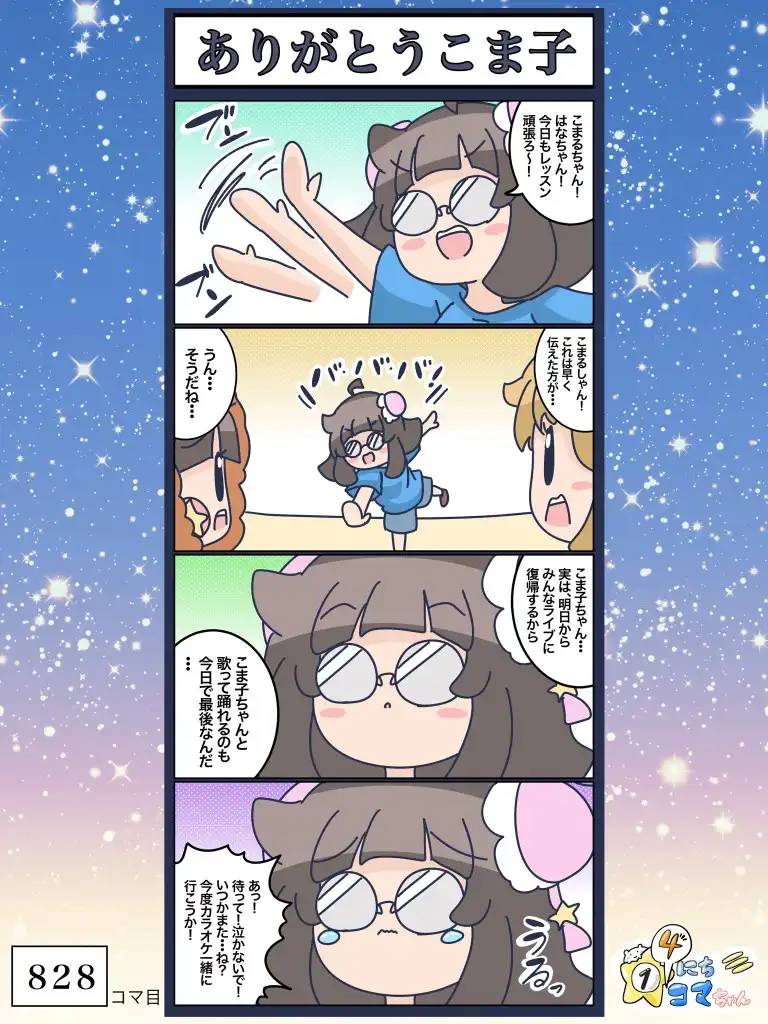 ありがとうこま子
こまるちゃん!
はなちゃん!
今日もレッスン
頑張ろ〜!
ブンッ
ブンッ
こまるしゃん!
これは早く
伝えた方が…
バババババッ
うん…
そうだね…
こま子ちゃん…
実は、明日から
みんなライブに
復帰するから
こま子ちゃんと
歌って踊れるのも
今日で最後なんだ
…
うるっ
あっ!
待って!泣かないで!
いつかまた…ね?
今度カラオケ一緒に
行こうか!
828
コマ目
1
にち
4
コマ
ちゃん